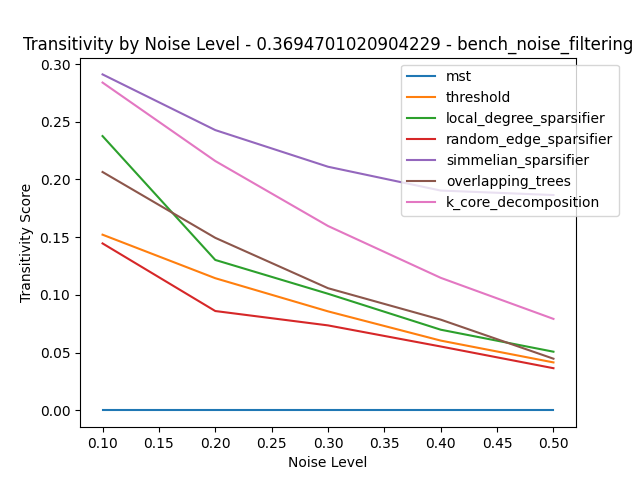 Transitivity by Noise Level - 0.3694701020904229 - bench_noise_filtering
mst
threshold
local_degree_sparsifier
random_edge_sparsifier
simmelian_sparsifier
overlapping_trees
k_core_decomposition
Transitivity Score
0.30
0.25
0.20
0.15
0.10
0.05
0.00
0.10 0.15 0.20 0.25 0.30 0.35 0.40 0.45 0.50
Noise Level